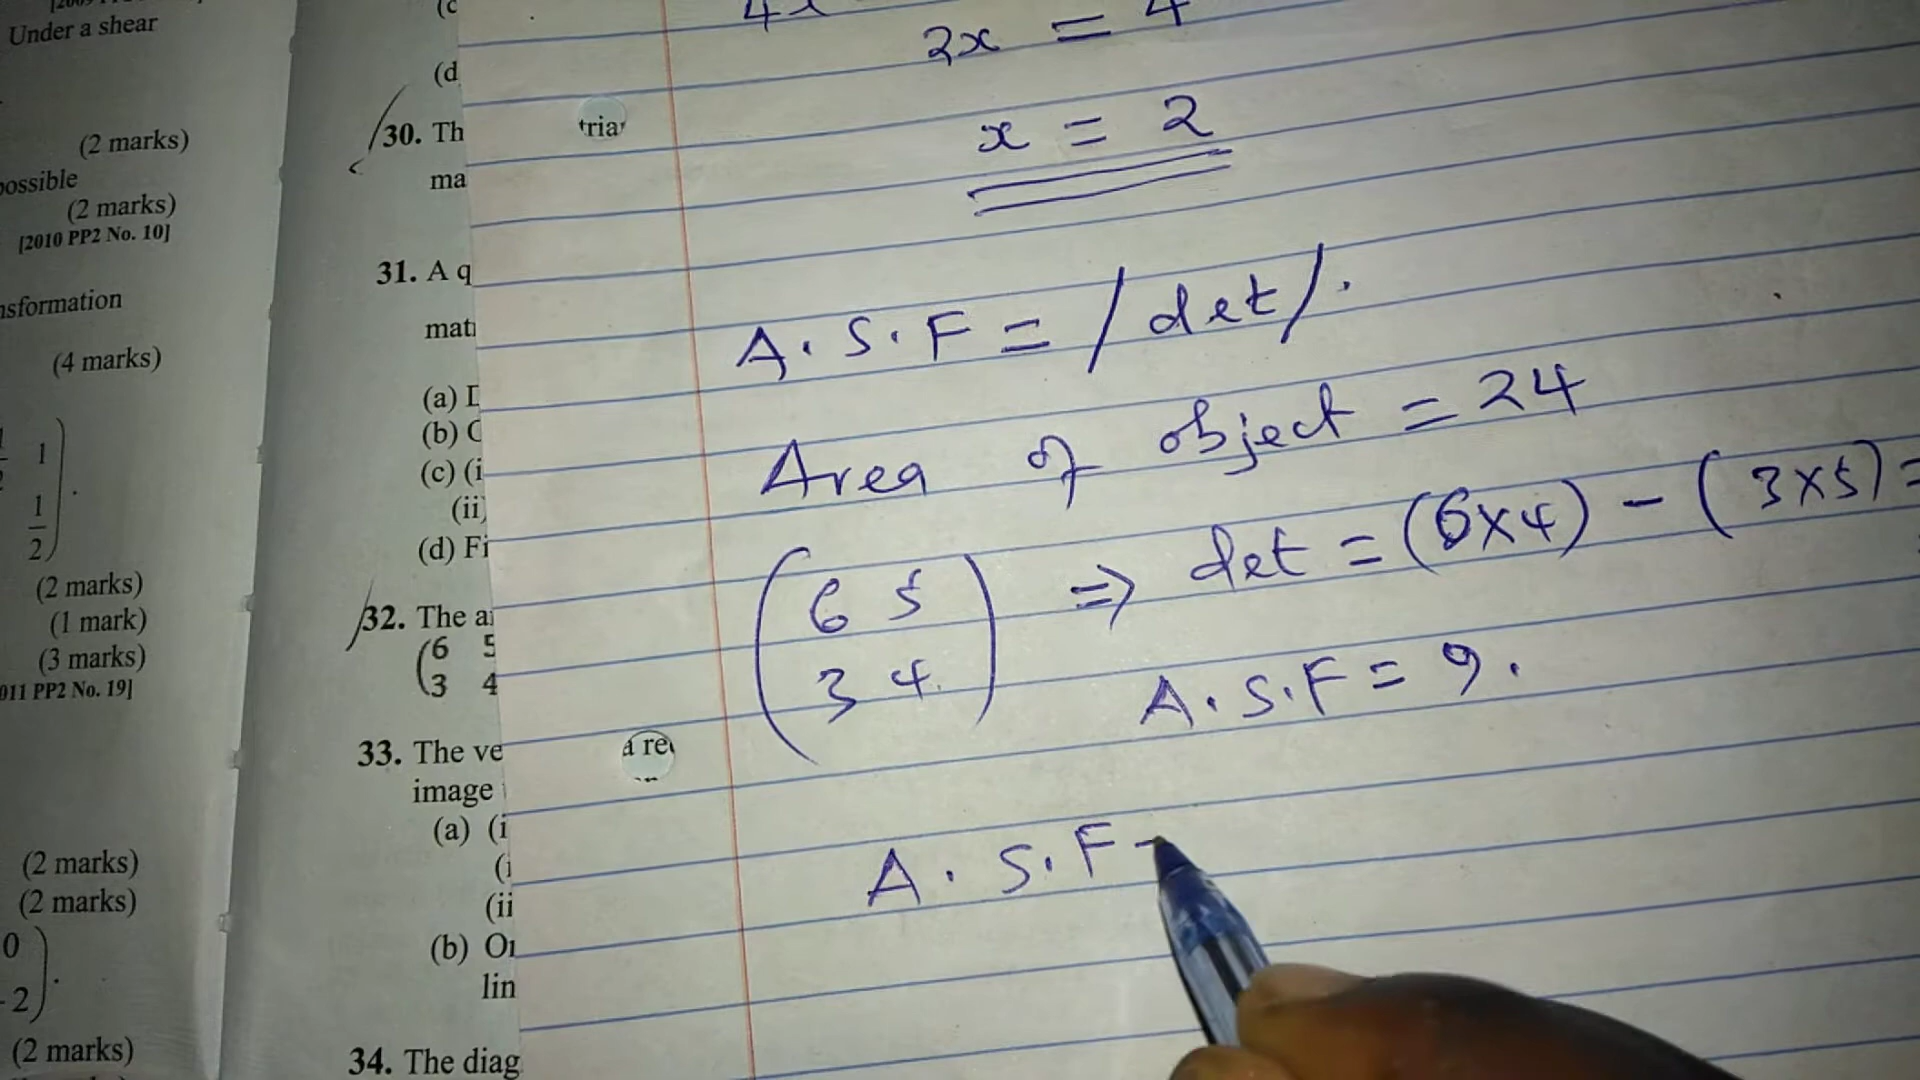 Under a shear
(2 marks)
possible
(2 marks)
[2010 PP2 No. 10]
nsformation
(4 marks)
1
1
2
(2 marks)
(1 mark)
(3 marks)
011 PP2 No. 19]
(2 marks)
(2 marks)
0
-2
(2 marks)
(c
(d
30. Th
ma
31. A q
(a)
(b)
(c) (i
(ii)
(d) Fi
32. The
6 5
3 4
33. The ve
image
(a) (i
(i
(ii
(b)
lin
34. The diag
tria
a re
2x = 4
x = 2
A.S.F = /det/.
Area of object = 24
(6 5
3 4) => det = (6x4) - (3x5) =
A.S.F = 9.
A.S.F -